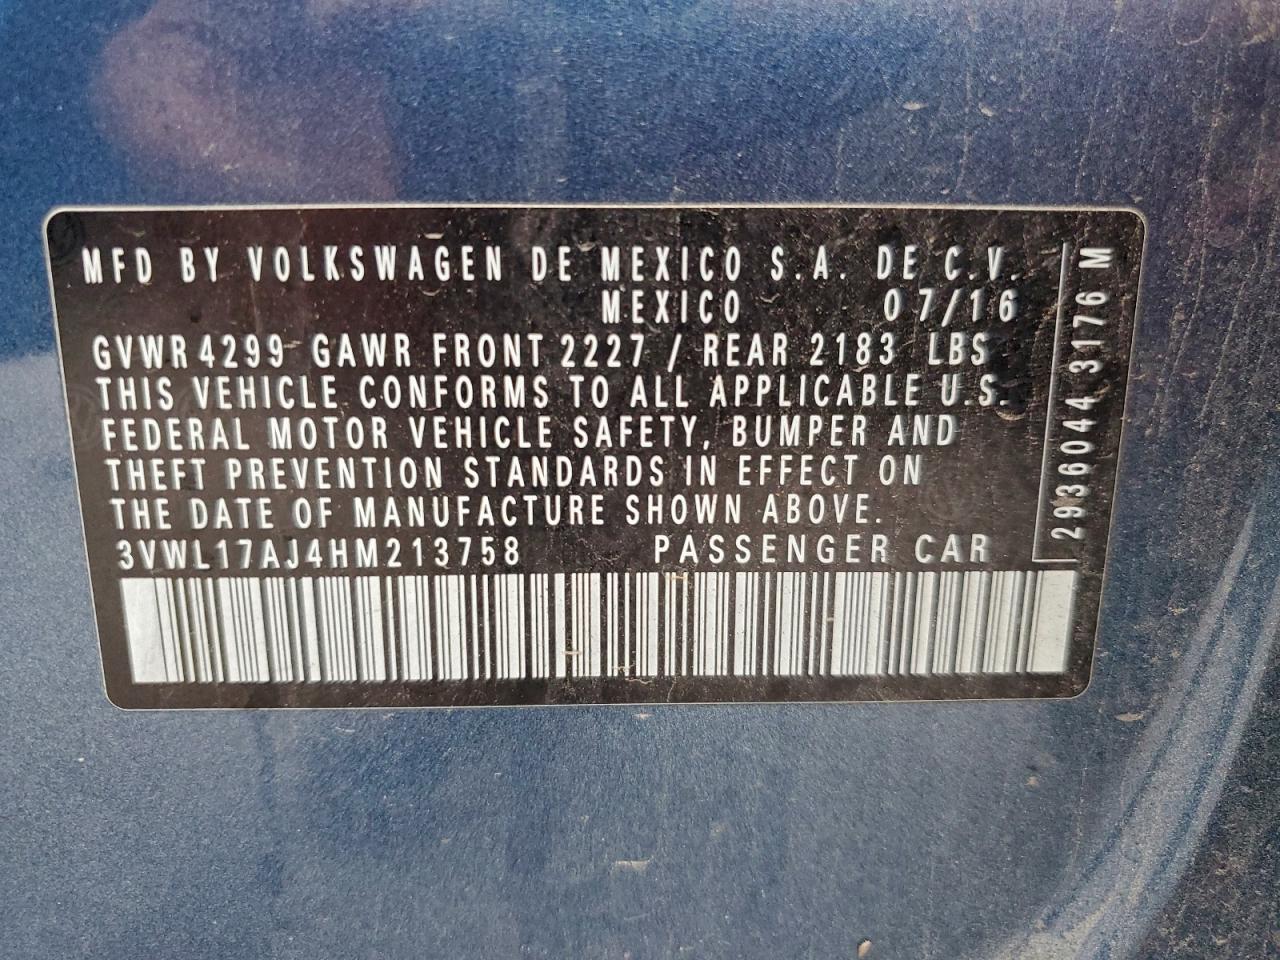 MFD BY VOLKSWAGEN DE MEXICO S.A. DE C.V.
MEXICO 07/16
GVWR 4299 GAWR FRONT 2227 / REAR 2183 LBS
THIS VEHICLE CONFORMS TO ALL APPLICABLE U.S.
FEDERAL MOTOR VEHICLE SAFETY, BUMPER AND
THEFT PREVENTION STANDARDS IN EFFECT ON
THE DATE OF MANUFACTURE SHOWN ABOVE.
3VWL17AJ4HM213758 PASSENGER CAR
2936044 3176 M